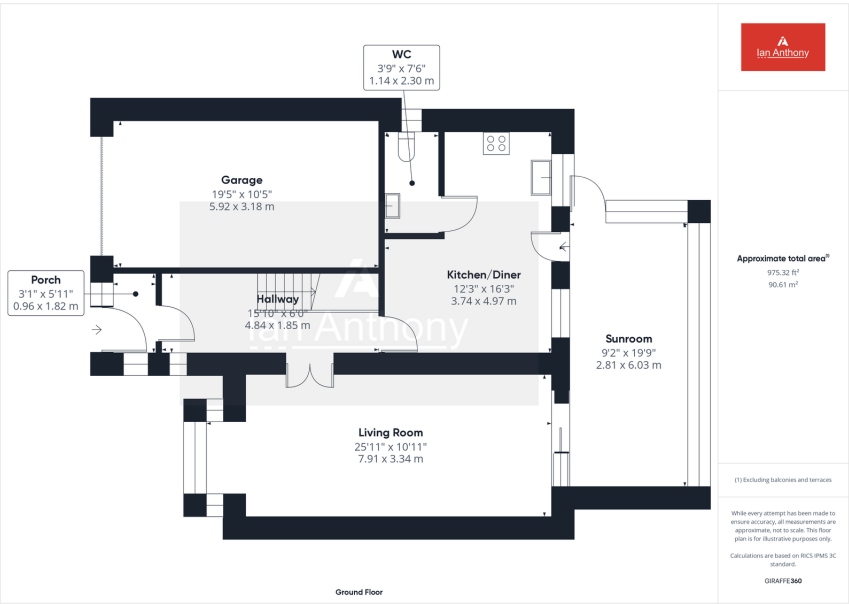 WC
3'9" x 7'6"
1.14 x 2.30 m
Ian Anthony
Garage
19'5" x 10'5"
5.92 x 3.18 m
Porch
3'1" x 5'11"
0.96 x 1.82 m
Hallway
15'10" x 6'0"
4.84 x 1.85 m
Kitchen/Diner
12'3" x 16'3"
3.74 x 4.97 m
Ian Anthony
Sunroom
9'2" x 19'9"
2.81 x 6.03 m
Living Room
25'11" x 10'11"
7.91 x 3.34 m
Ground Floor
Approximate total area⁽¹⁾
975.32 ft²
90.61 m²
(1) Excluding balconies and terraces
While every attempt has been made to
ensure accuracy, all measurements are
approximate, not to scale. This floor
plan is for illustrative purposes only.
Calculations are based on RICS IPMS 3C
standard.
GIRAFFE360